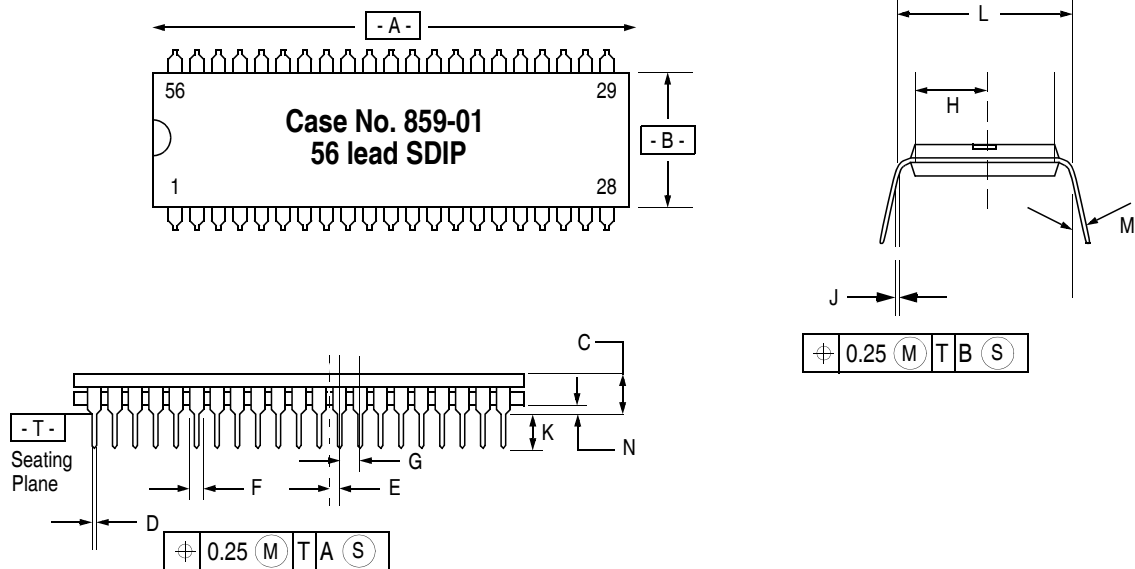 - A -
L
56
29
Case No. 859-01
56 lead SDIP
- B -
1
28
H
M
J
⌖ 0.25 Ⓜ T B Ⓢ
C
- T -
Seating
Plane
K
N
G
F
E
D
⌖ 0.25 Ⓜ T A Ⓢ